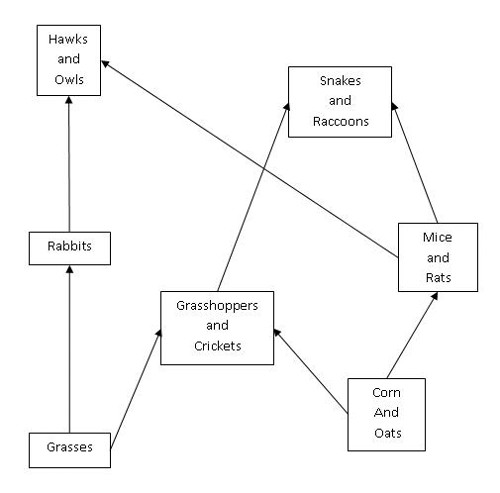 Hawks
and
Owls
Snakes
and
Raccoons
Rabbits
Mice
and
Rats
Grasshoppers
and
Crickets
Corn
And
Oats
Grasses